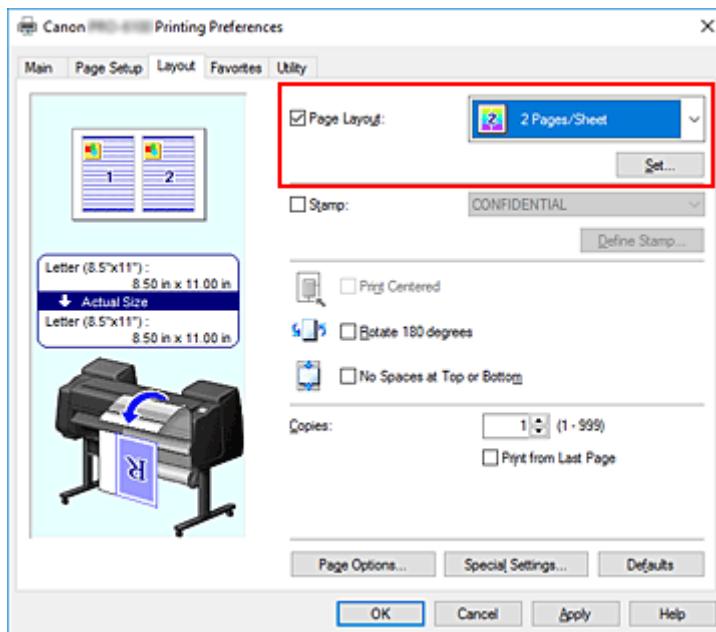 Canon Printing Preferences
Main Page Setup Layout Favorites Utility
Page Layout: 2 2 Pages/Sheet
Set...
1 2
Stamp: CONFIDENTIAL
Define Stamp...
Letter (8.5"x11") :
8.50 in x 11.00 in
Actual Size
Letter (8.5"x11") :
8.50 in x 11.00 in
Print Centered
Rotate 180 degrees
No Spaces at Top or Bottom
Copies: 1 (1 - 999)
Print from Last Page
R
Page Options... Special Settings... Defaults
OK Cancel Apply Help